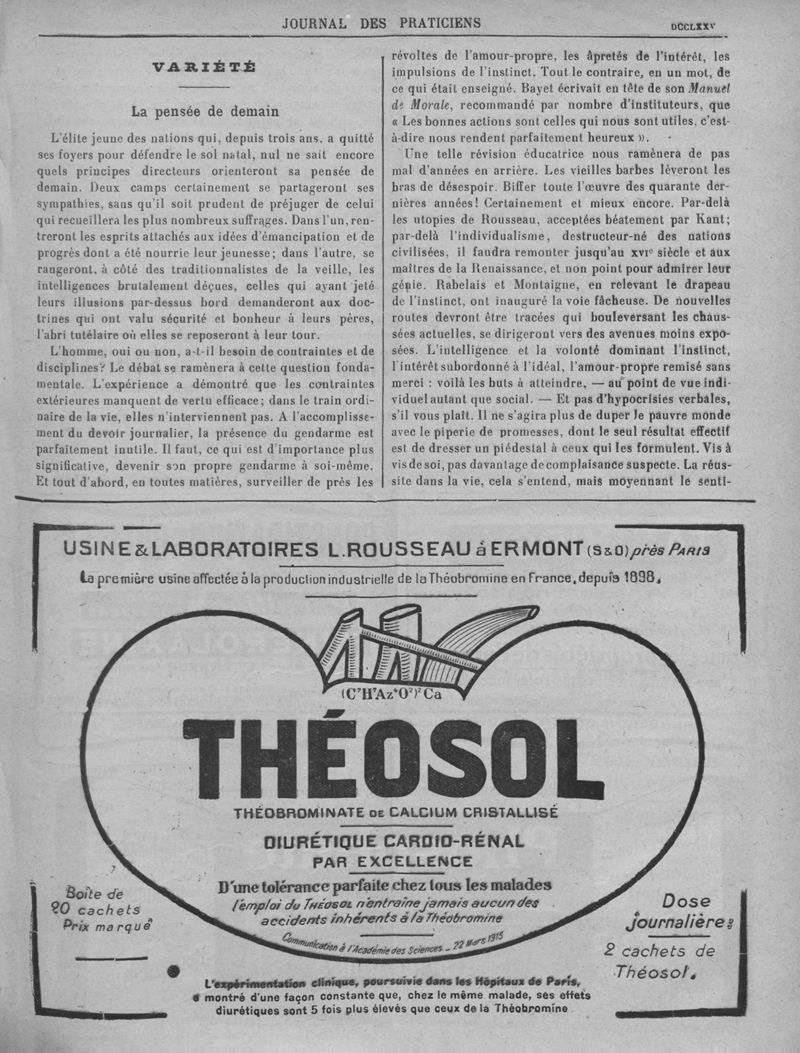 JOURNAL DES PRATICIENS
DCCLXXV
VARIÉTÉ
La pensée de demain
L'élite jeune des nations qui, depuis trois ans, a quitté
ses foyers pour défendre le sol natal, nul ne sait encore
quels principes directeurs orienteront sa pensée de
demain. Deux camps certainement se partageront ses
sympathies, sans qu'il soit prudent de préjuger de celui
qui recueillera les plus nombreux suffrages. Dans l'un, ren-
treront les esprits attachés aux idées d'émancipation et de
progrès dont a été nourrie leur jeunesse; dans l'autre, se
rangeront, à côté des traditionnalistes de la veille, les
intelligences brutalement déçues, celles qui ayant jeté
leurs illusions par-dessus bord demanderont aux doc-
trines qui ont valu sécurité et bonheur à leurs pères,
l'abri tutélaire où elles se reposeront à leur tour.
L'homme, oui ou non, a-t-il besoin de contraintes et de
disciplines? Le débat se ramènera à cette question fonda-
mentale. L'expérience a démontré que les contraintes
extérieures manquent de vertu efficace; dans le train ordi-
naire de la vie, elles n'interviennent pas. A l'accomplisse-
ment du devoir journalier, la présence du gendarme est
parfaitement inutile. Il faut, ce qui est d'importance plus
significative, devenir son propre gendarme à soi-même.
Et tout d'abord, en toutes matières, surveiller de près les
révoltes de l'amour-propre, les âpretés de l'intérêt, les
impulsions de l'instinct. Tout le contraire, en un mot, de
ce qui était enseigné. Bayet écrivait en tête de son Manuel
de Morale, recommandé par nombre d'instituteurs, que
« Les bonnes actions sont celles qui nous sont utiles, c'est-
à-dire nous rendent parfaitement heureux ».
Une telle révision éducatrice nous ramènera de pas
mal d'années en arrière. Les vieilles barbes lèveront les
bras de désespoir. Biffer toute l'œuvre des quarante der-
nières années! Certainement et mieux encore. Par-delà
les utopies de Rousseau, acceptées béatement par Kant;
par-delà l'individualisme, destructeur-né des nations
civilisées, il faudra remonter jusqu'au XVIe siècle et aux
maîtres de la Renaissance, et non point pour admirer leur
génie. Rabelais et Montaigne, en relevant le drapeau
de l'instinct, ont inauguré la voie fâcheuse. De nouvelles
routes devront être tracées qui bouleversant les chaus-
sées actuelles, se dirigeront vers des avenues moins expo-
sées. L'intelligence et la volonté dominant l'instinct,
l'intérêt subordonné à l'idéal, l'amour-propre remisé sans
merci : voilà les buts à atteindre, — au point de vue indi-
viduel autant que social. — Et pas d'hypocrisies verbales,
s'il vous plaît. Il ne s'agira plus de duper le pauvre monde
avec le piperie de promesses, dont le seul résultat effectif
est de dresser un piédestal à ceux qui les formulent. Vis à
vis de soi, pas davantage de complaisance suspecte. La réus-
site dans la vie, cela s'entend, mais moyennant le senti-
USINE & LABORATOIRES L. ROUSSEAU à ERMONT (S&O) près PARIS
La première usine affectée à la production industrielle de la Théobromine en France, depuis 1898.
(C⁷H⁷Az⁴O²)² Ca
THÉOSOL
THÉOBROMINATE DE CALCIUM CRISTALLISÉ
DIURÉTIQUE CARDIO-RÉNAL
PAR EXCELLENCE
D'une tolérance parfaite chez tous les malades
l'emploi du THÉOSOL n'entraîne jamais aucun des
accidents inhérents à la Théobromine
Communication à l'Académie des Sciences _ 22 Mars 1915
Boîte de
20 cachets
Prix marqué
Dose
journalière
2 cachets de
Théosol.
L'expérimentation clinique, poursuivie dans les Hôpitaux de Paris,
a montré d'une façon constante que, chez le même malade, ses effets
diurétiques sont 5 fois plus élevés que ceux de la Théobromine